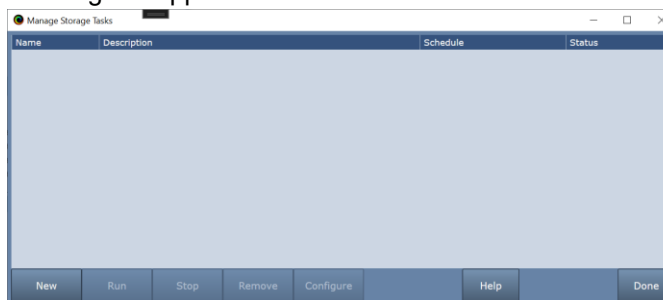 Manage Storage Tasks
Name Description Schedule Status
New Run Stop Remove Configure Help Done